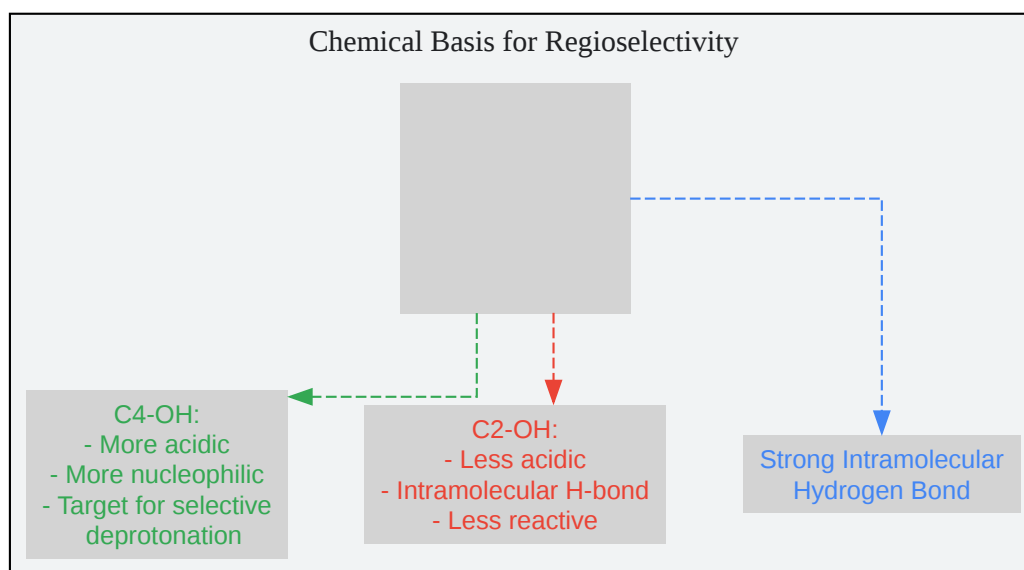 Chemical Basis for Regioselectivity
C4-OH:
- More acidic
- More nucleophilic
- Target for selective
deprotonation
C2-OH:
- Less acidic
- Intramolecular H-bond
- Less reactive
Strong Intramolecular
Hydrogen Bond